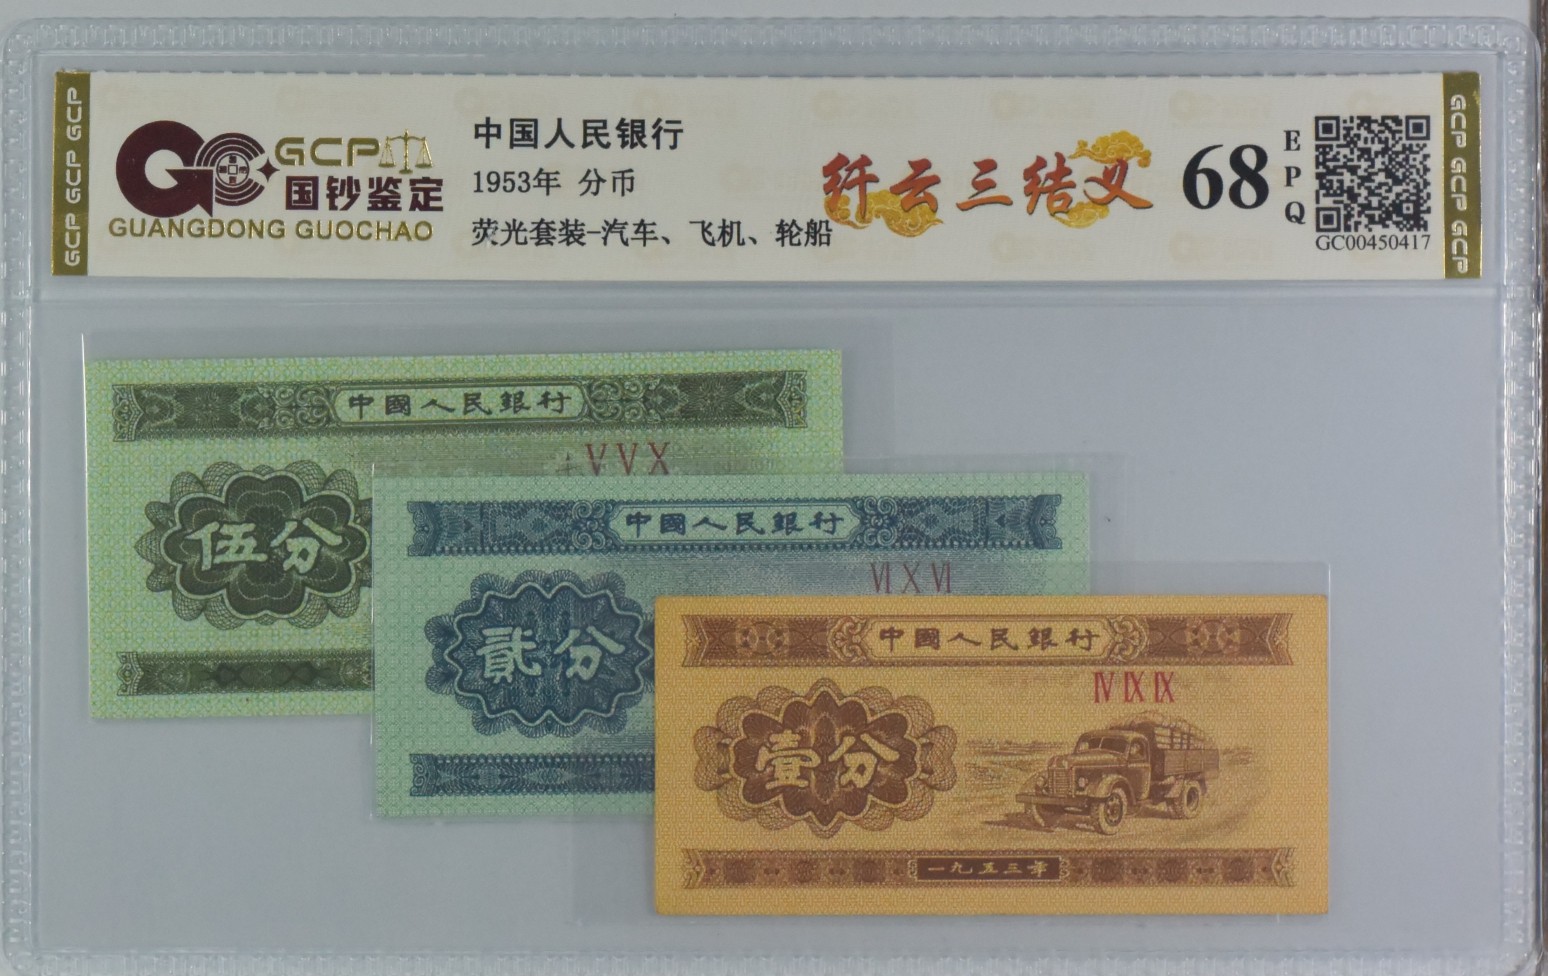 GCP GCP GCP
GCP
国钞鉴定
GUANGDONG GUOCHAO
中国人民银行
1953年 分币
荧光套装-汽车、飞机、轮船
纤云三结义
68
EPQ
GC00450417
GCP GCP GCP
中國人民銀行
VVX
伍分
中國人民銀行
VI X VI
貳分
中國人民銀行
IV IX IX
壹分
一九五三年